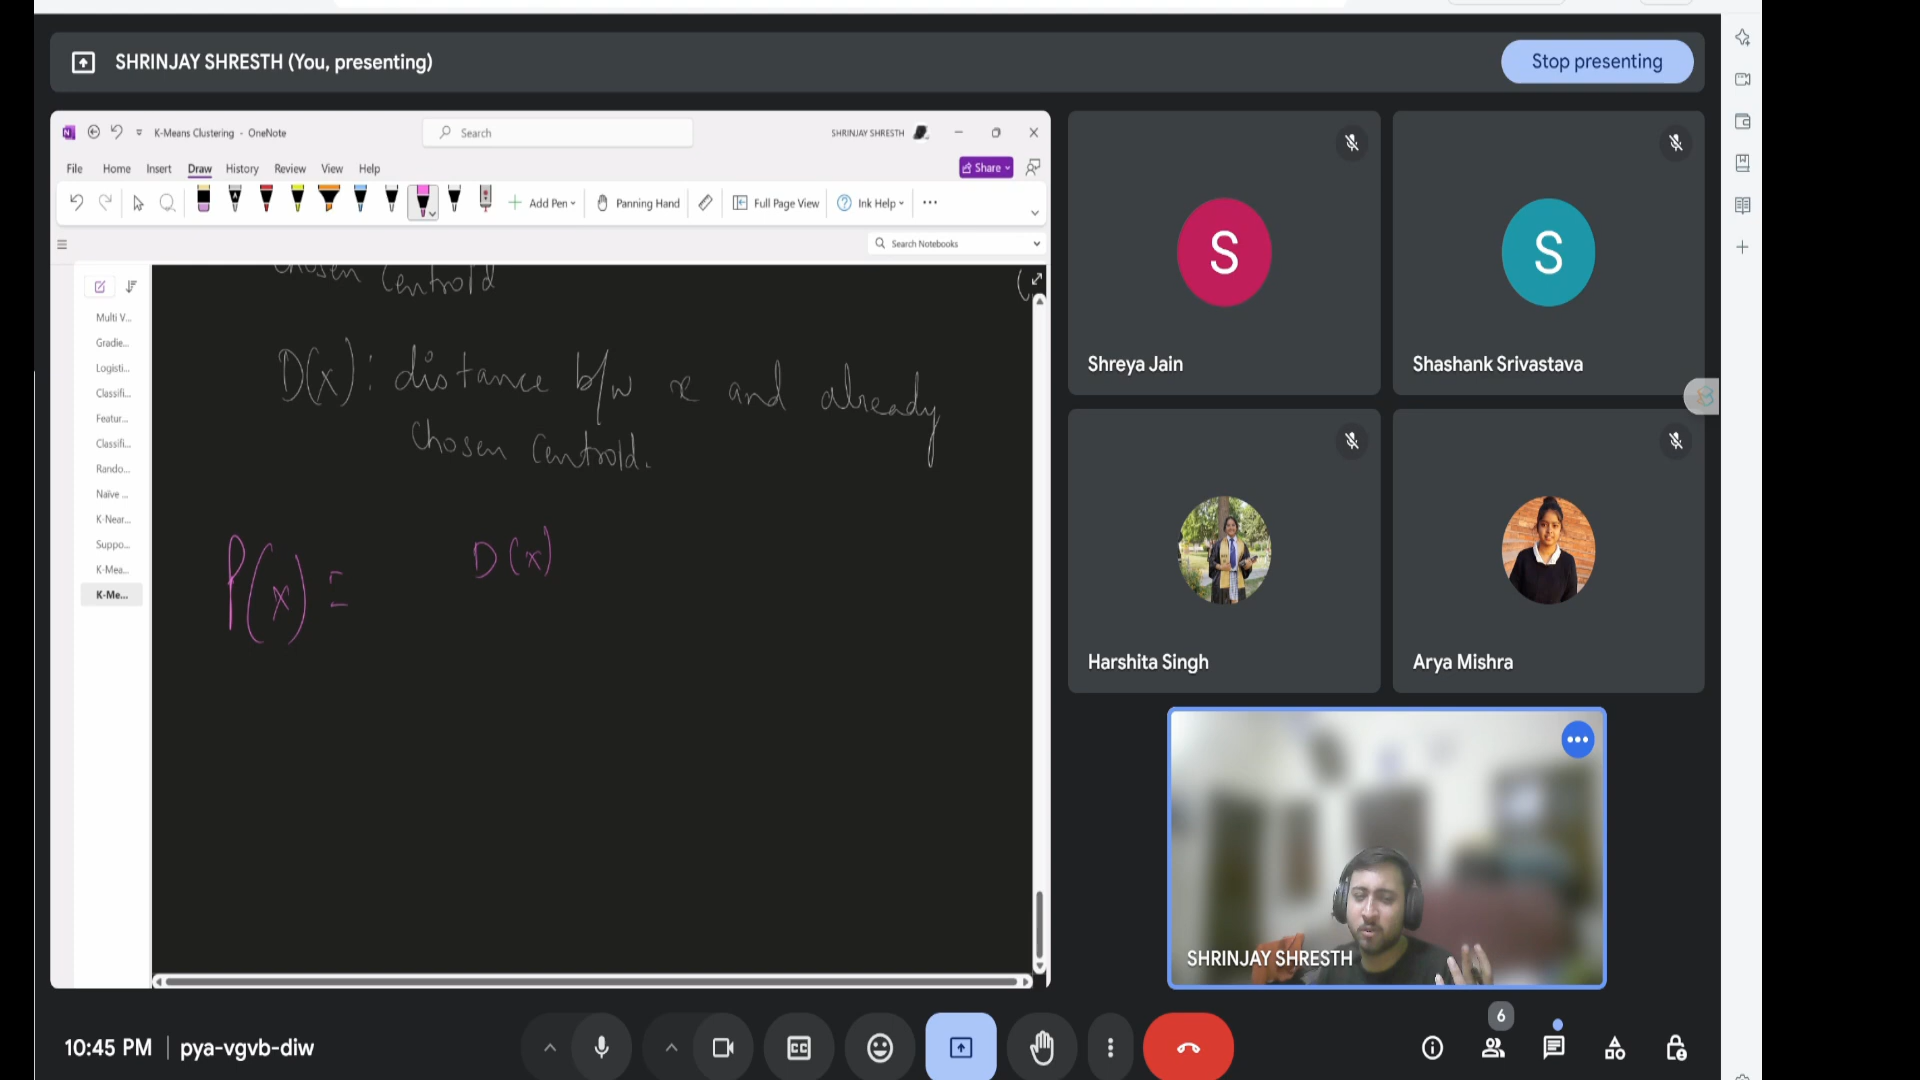 SHRINJAY SHRESTH (You, presenting)
Stop presenting
K-Means Clustering - OneNote
Search
SHRINJAY SHRESTH
File Home Insert Draw History Review View Help
Share
Add Pen
Panning Hand
Full Page View
Ink Help
Search Notebooks
Multi V...
Gradie...
Logisti...
Classifi...
Featur...
Classifi...
Rando...
Naive ...
K-Near...
Suppo...
K-Mea...
K-Me...
chosen Centroid
D(x): distance b/w x and already
chosen Centroid.
P(x) = D(x)
S
Shreya Jain
S
Shashank Srivastava
Harshita Singh
Arya Mishra
SHRINJAY SHRESTH
10:45 PM | pya-vgvb-diw
CC
6